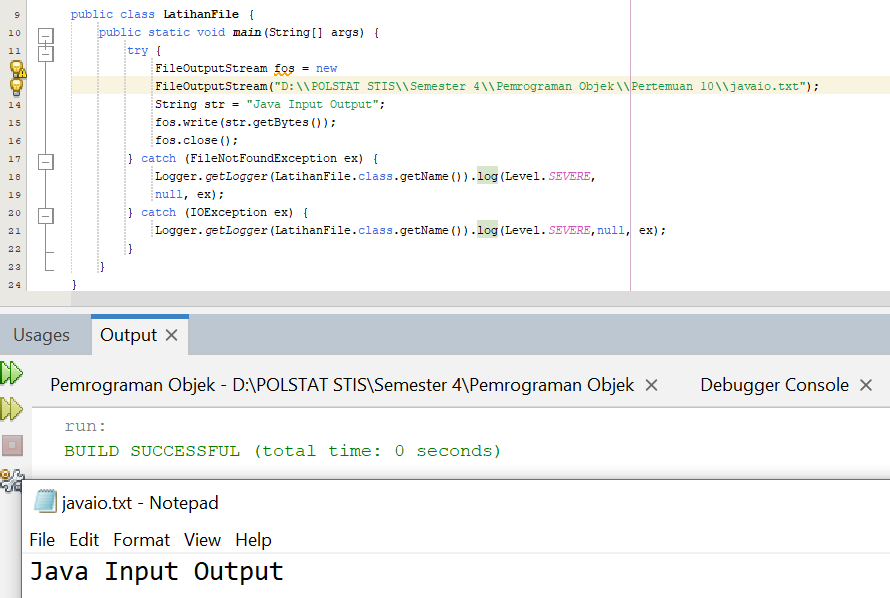 9 public class LatihanFile {
10 public static void main(String[] args) {
11 try {
FileOutputStream fos = new
FileOutputStream("D:\\POLSTAT STIS\\Semester 4\\Pemrograman Objek\\Pertemuan 10\\javaio.txt");
14 String str = "Java Input Output";
15 fos.write(str.getBytes());
16 fos.close();
17 } catch (FileNotFoundException ex) {
18 Logger.getLogger(LatihanFile.class.getName()).log(Level.SEVERE,
19 null, ex);
20 } catch (IOException ex) {
21 Logger.getLogger(LatihanFile.class.getName()).log(Level.SEVERE,null, ex);
22 }
23 }
24 }
Usages Output
Pemrograman Objek - D:\POLSTAT STIS\Semester 4\Pemrograman Objek Debugger Console
run:
BUILD SUCCESSFUL (total time: 0 seconds)
javaio.txt - Notepad
File Edit Format View Help
Java Input Output